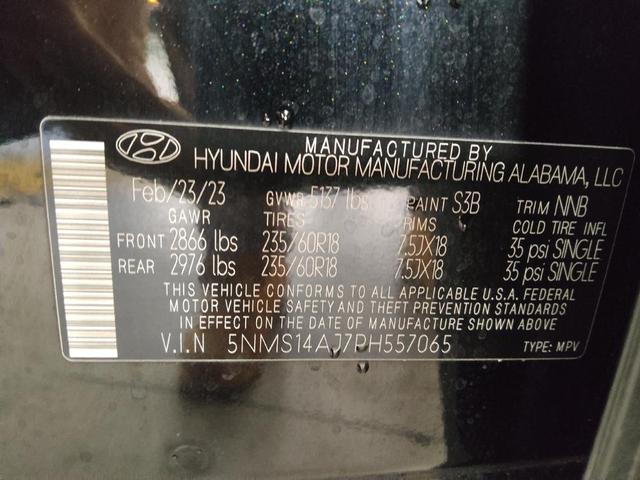 MANUFACTURED BY
HYUNDAI MOTOR MANUFACTURING ALABAMA, LLC
Feb/23/23 GVWR 5137 lbs PAINT S3B TRIM NNB
GAWR TIRES RIMS COLD TIRE INFL
FRONT 2866 lbs 235/60R18 7.5JX18 35 psi SINGLE
REAR 2976 lbs 235/60R18 7.5JX18 35 psi SINGLE
THIS VEHICLE CONFORMS TO ALL APPLICABLE U.S.A. FEDERAL
MOTOR VEHICLE SAFETY AND THEFT PREVENTION STANDARDS
IN EFFECT ON THE DATE OF MANUFACTURE SHOWN ABOVE
V.I.N 5NMS14AJ7PH557065 TYPE: MPV